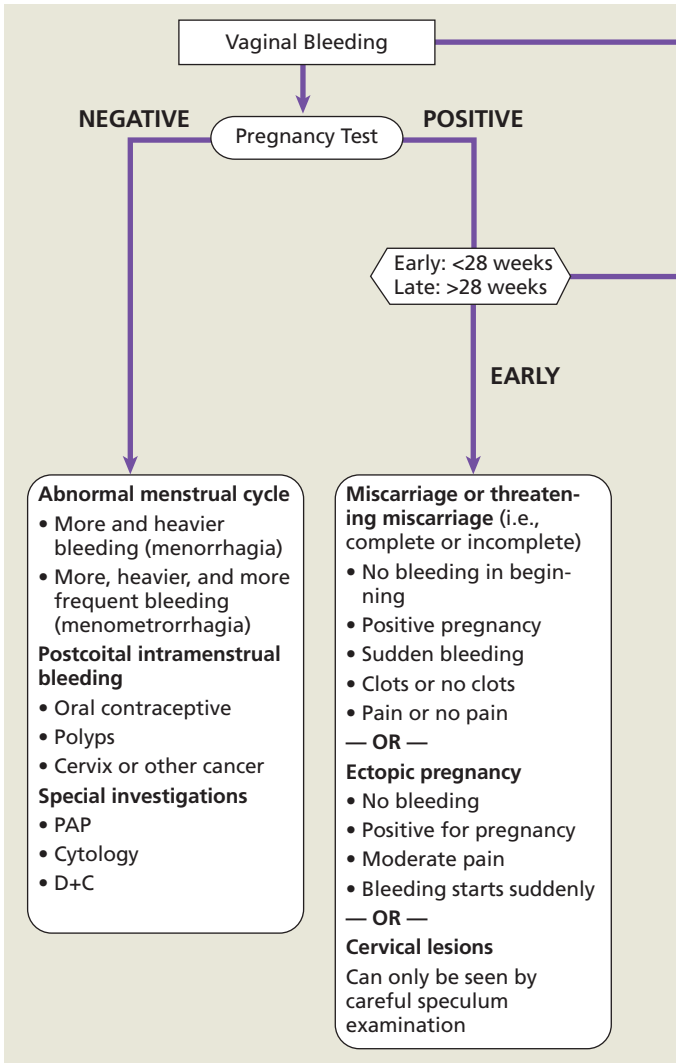 Vaginal Bleeding
NEGATIVE
POSITIVE
Pregnancy Test
Early: <28 weeks
Late: >28 weeks
EARLY
Abnormal menstrual cycle
• More and heavier
bleeding (menorrhagia)
• More, heavier, and more
frequent bleeding
(menometrorrhagia)
Postcoital intramenstrual
bleeding
• Oral contraceptive
• Polyps
• Cervix or other cancer
Special investigations
• PAP
• Cytology
• D+C
Miscarriage or threaten-
ing miscarriage (i.e.,
complete or incomplete)
• No bleeding in begin-
ning
• Positive pregnancy
• Sudden bleeding
• Clots or no clots
• Pain or no pain
— OR —
Ectopic pregnancy
• No bleeding
• Positive for pregnancy
• Moderate pain
• Bleeding starts suddenly
— OR —
Cervical lesions
Can only be seen by
careful speculum
examination